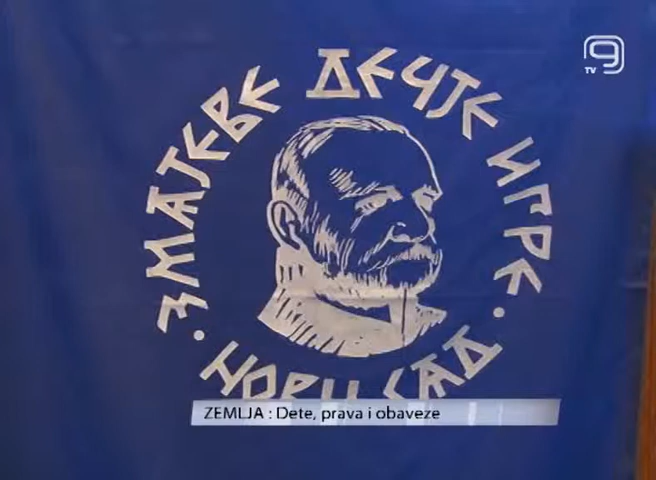 ЗМАЈЕВЕ ДЕЧЈЕ ИГРЕ
НОВИ САД
9
TV
ZEMLJA : Dete, prava i obaveze